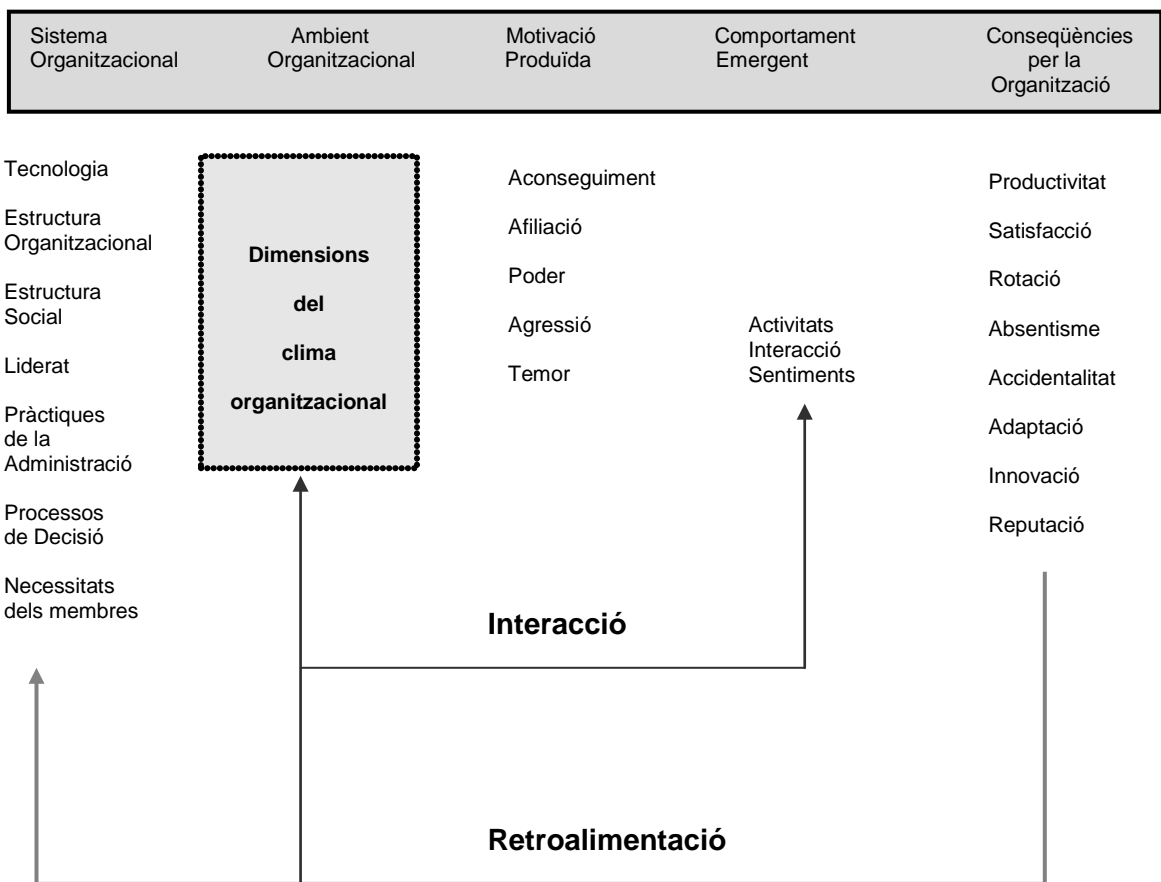 Sistema
Organitzacional
Ambient
Organitzacional
Motivació
Produïda
Comportament
Emergent
Conseqüències
per la
Organització
Tecnologia
Estructura
Organitzacional
Estructura
Social
Liderat
Pràctiques
de la
Administració
Processos
de Decisió
Necessitats
dels membres
Dimensions
del
clima
organitzacional
Aconseguiment
Afiliació
Poder
Agressió
Temor
Activitats
Interacció
Sentiments
Productivitat
Satisfacció
Rotació
Absentisme
Accidentalitat
Adaptació
Innovació
Reputació
Interacció
Retroalimentació